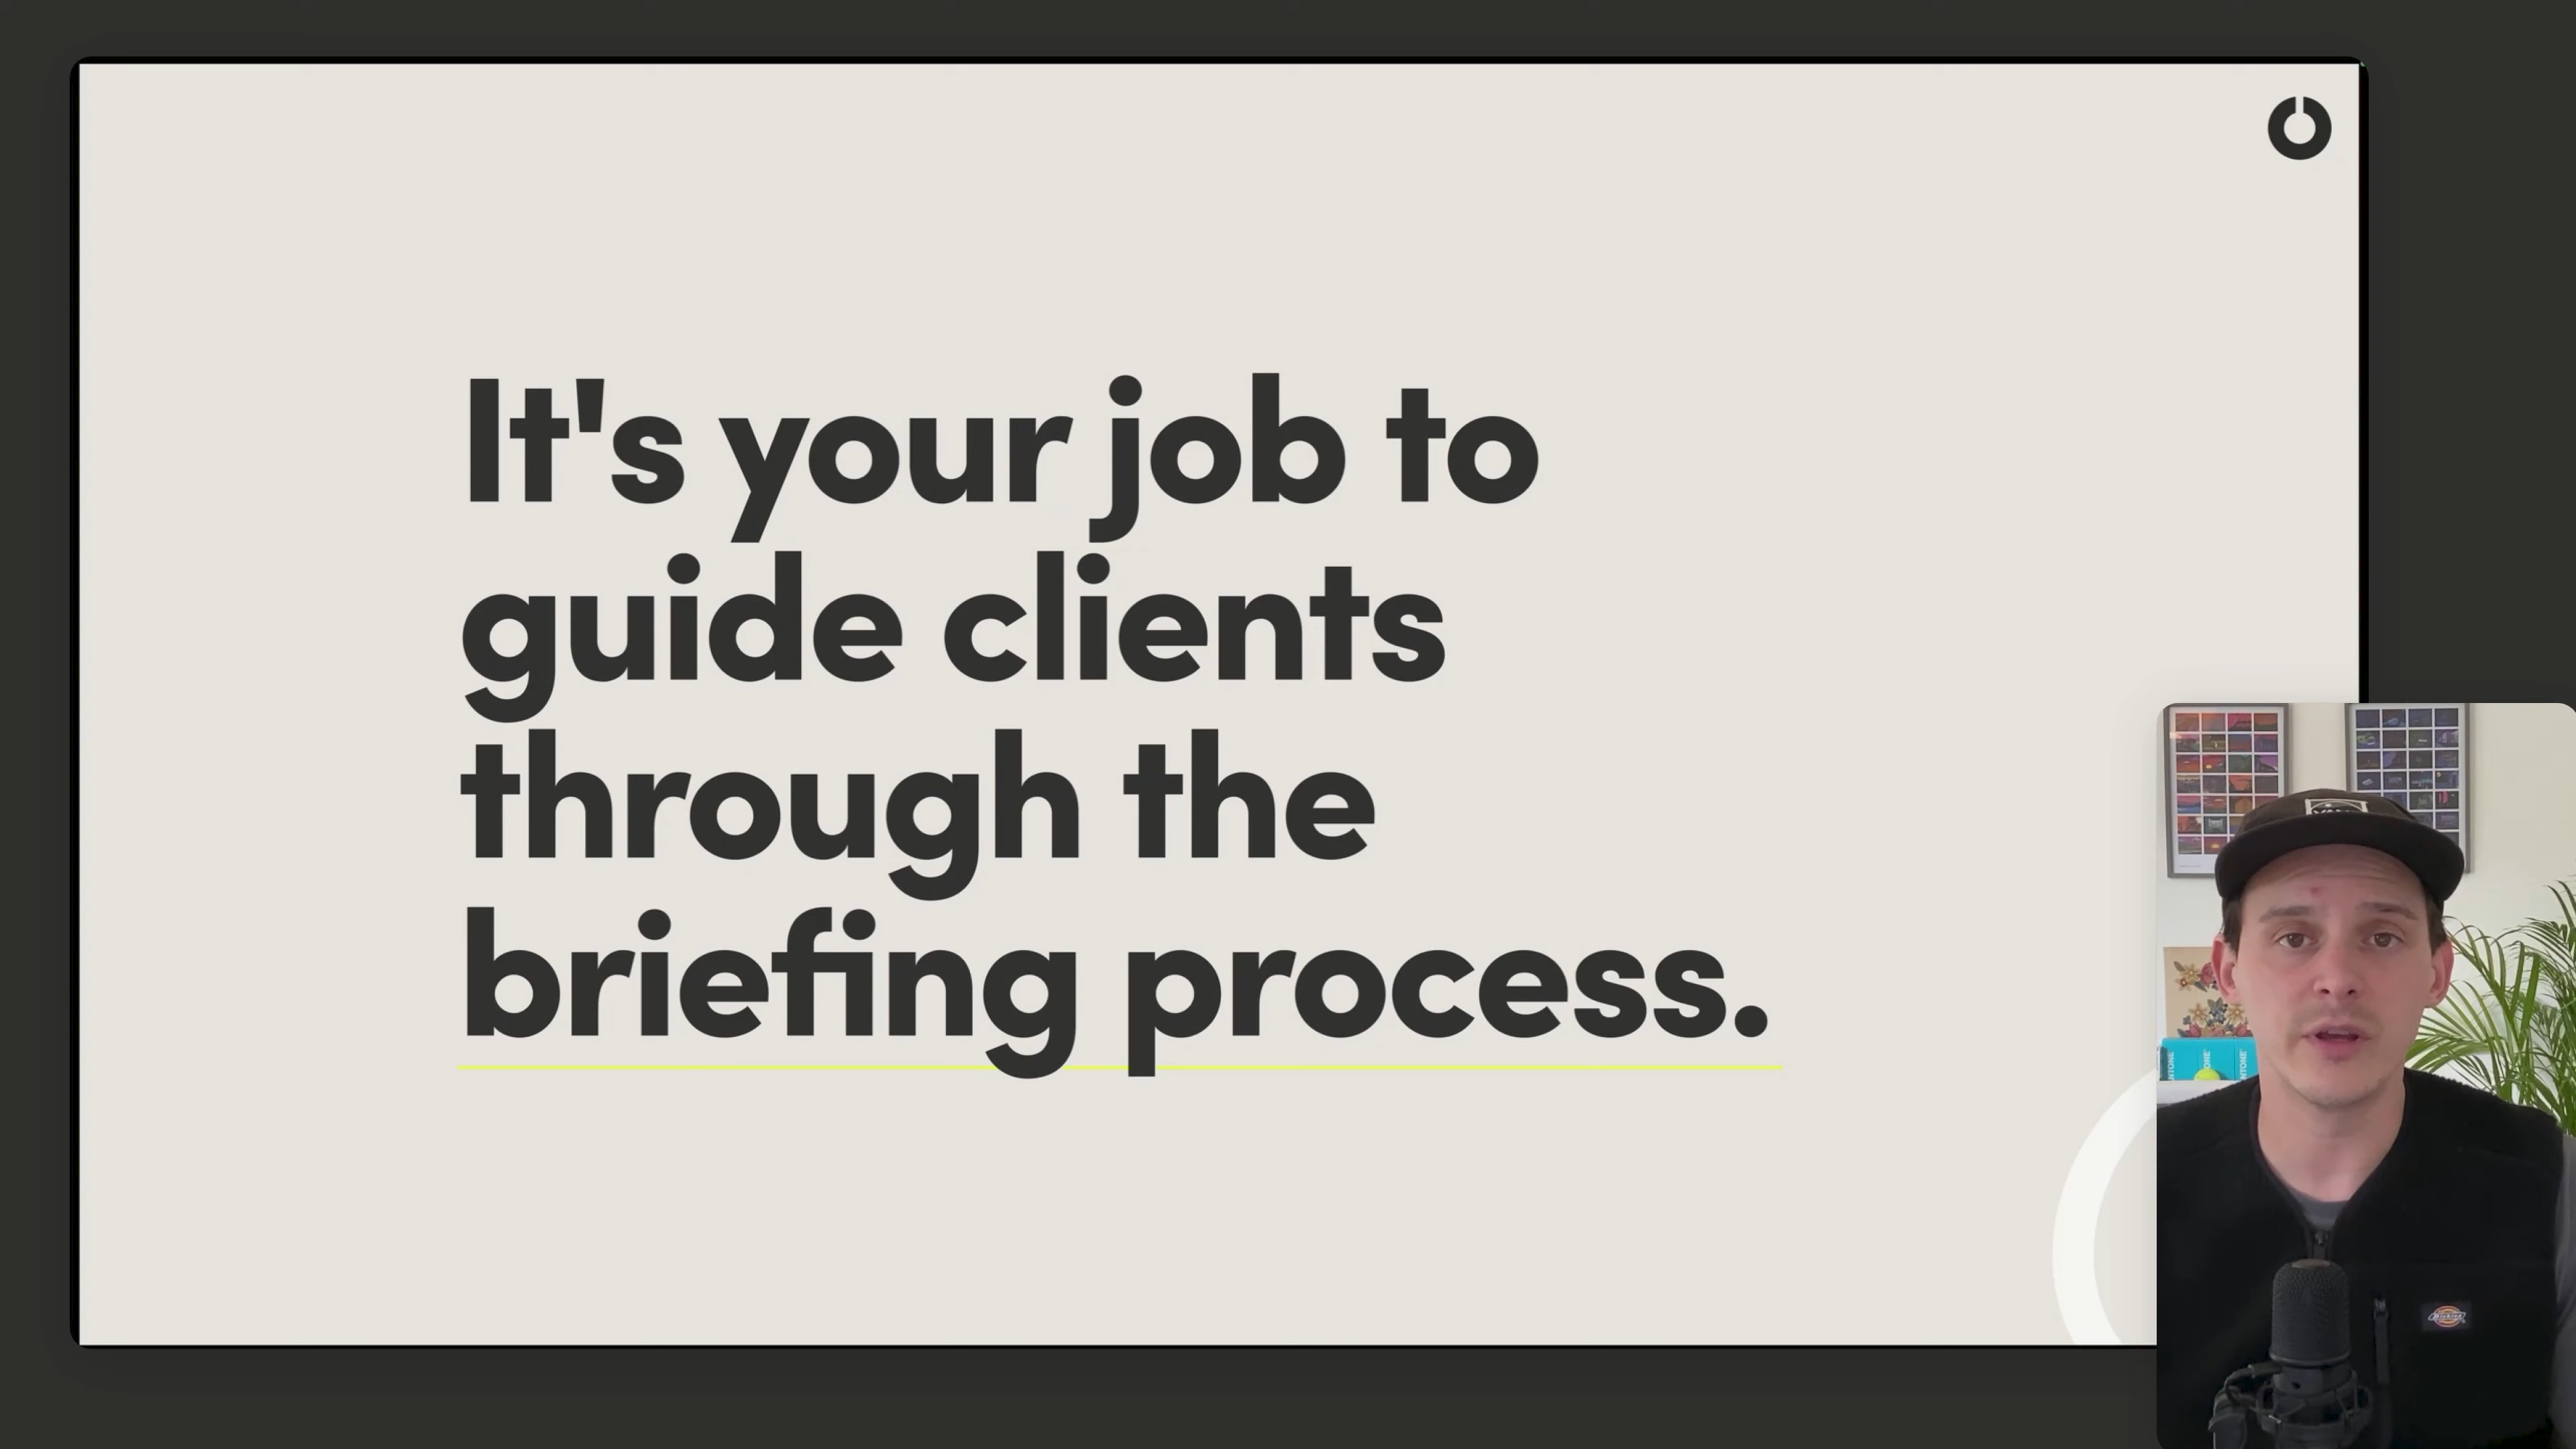 It's your job to
guide clients
through the
briefing process.